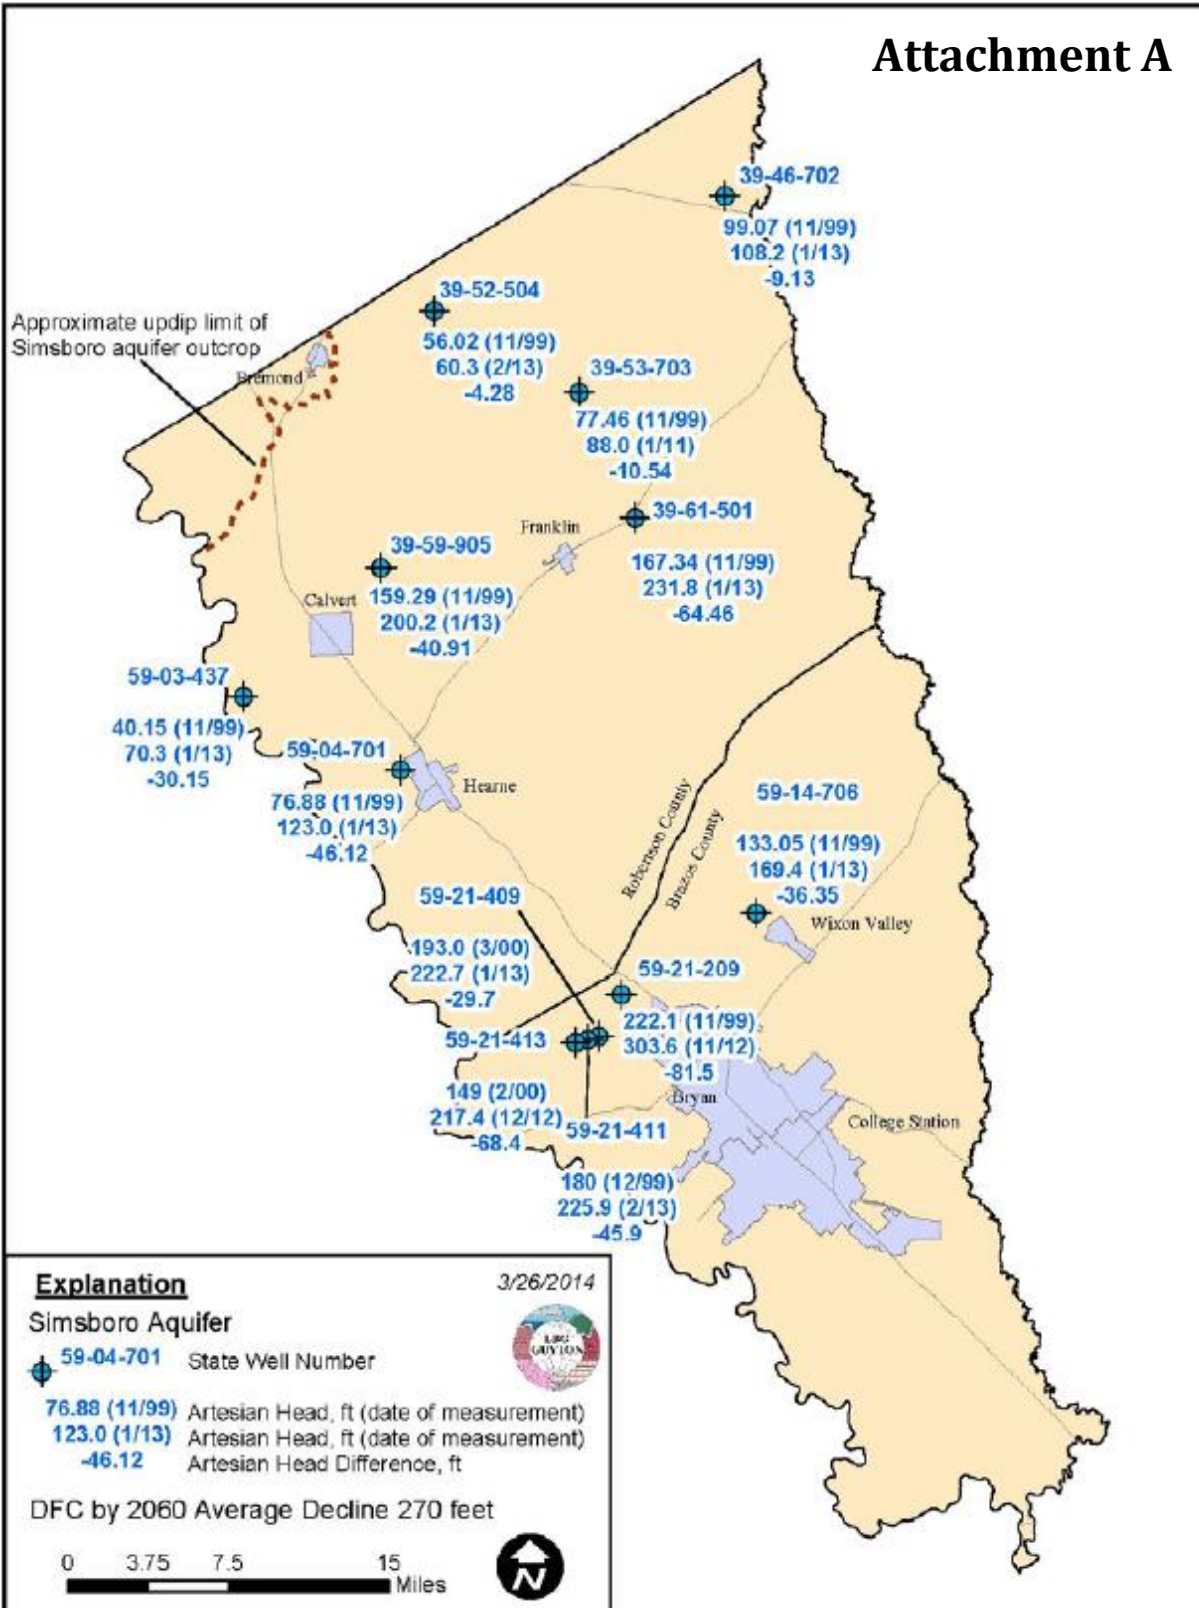 Attachment A
39-46-702
99.07 (11/99)
108.2 (1/13)
-9.13
39-52-504
56.02 (11/99)
60.3 (2/13)
-4.28
Approximate updip limit of
Simsboro aquifer outcrop
Bremond
39-53-703
77.46 (11/99)
88.0 (1/11)
-10.54
39-61-501
167.34 (11/99)
231.8 (1/13)
-64.46
Franklin
39-59-905
159.29 (11/99)
200.2 (1/13)
-40.91
Calvert
59-03-437
40.15 (11/99)
70.3 (1/13)
-30.15
59-04-701
76.88 (11/99)
123.0 (1/13)
-46.12
Hearne
Robertson County
Brazos County
59-14-706
133.05 (11/99)
169.4 (1/13)
-36.35
Wixon Valley
59-21-409
193.0 (3/00)
222.7 (1/13)
-29.7
59-21-209
222.1 (11/99)
303.6 (11/12)
-81.5
59-21-413
149 (2/00)
217.4 (12/12)
-68.4
Bryan
College Station
59-21-411
180 (12/99)
225.9 (2/13)
-45.9
Explanation
3/26/2014
Simsboro Aquifer
LBG
GUYTON
59-04-701 State Well Number
76.88 (11/99) Artesian Head, ft (date of measurement)
123.0 (1/13) Artesian Head, ft (date of measurement)
-46.12 Artesian Head Difference, ft
DFC by 2060 Average Decline 270 feet
0 3.75 7.5 15
Miles
N